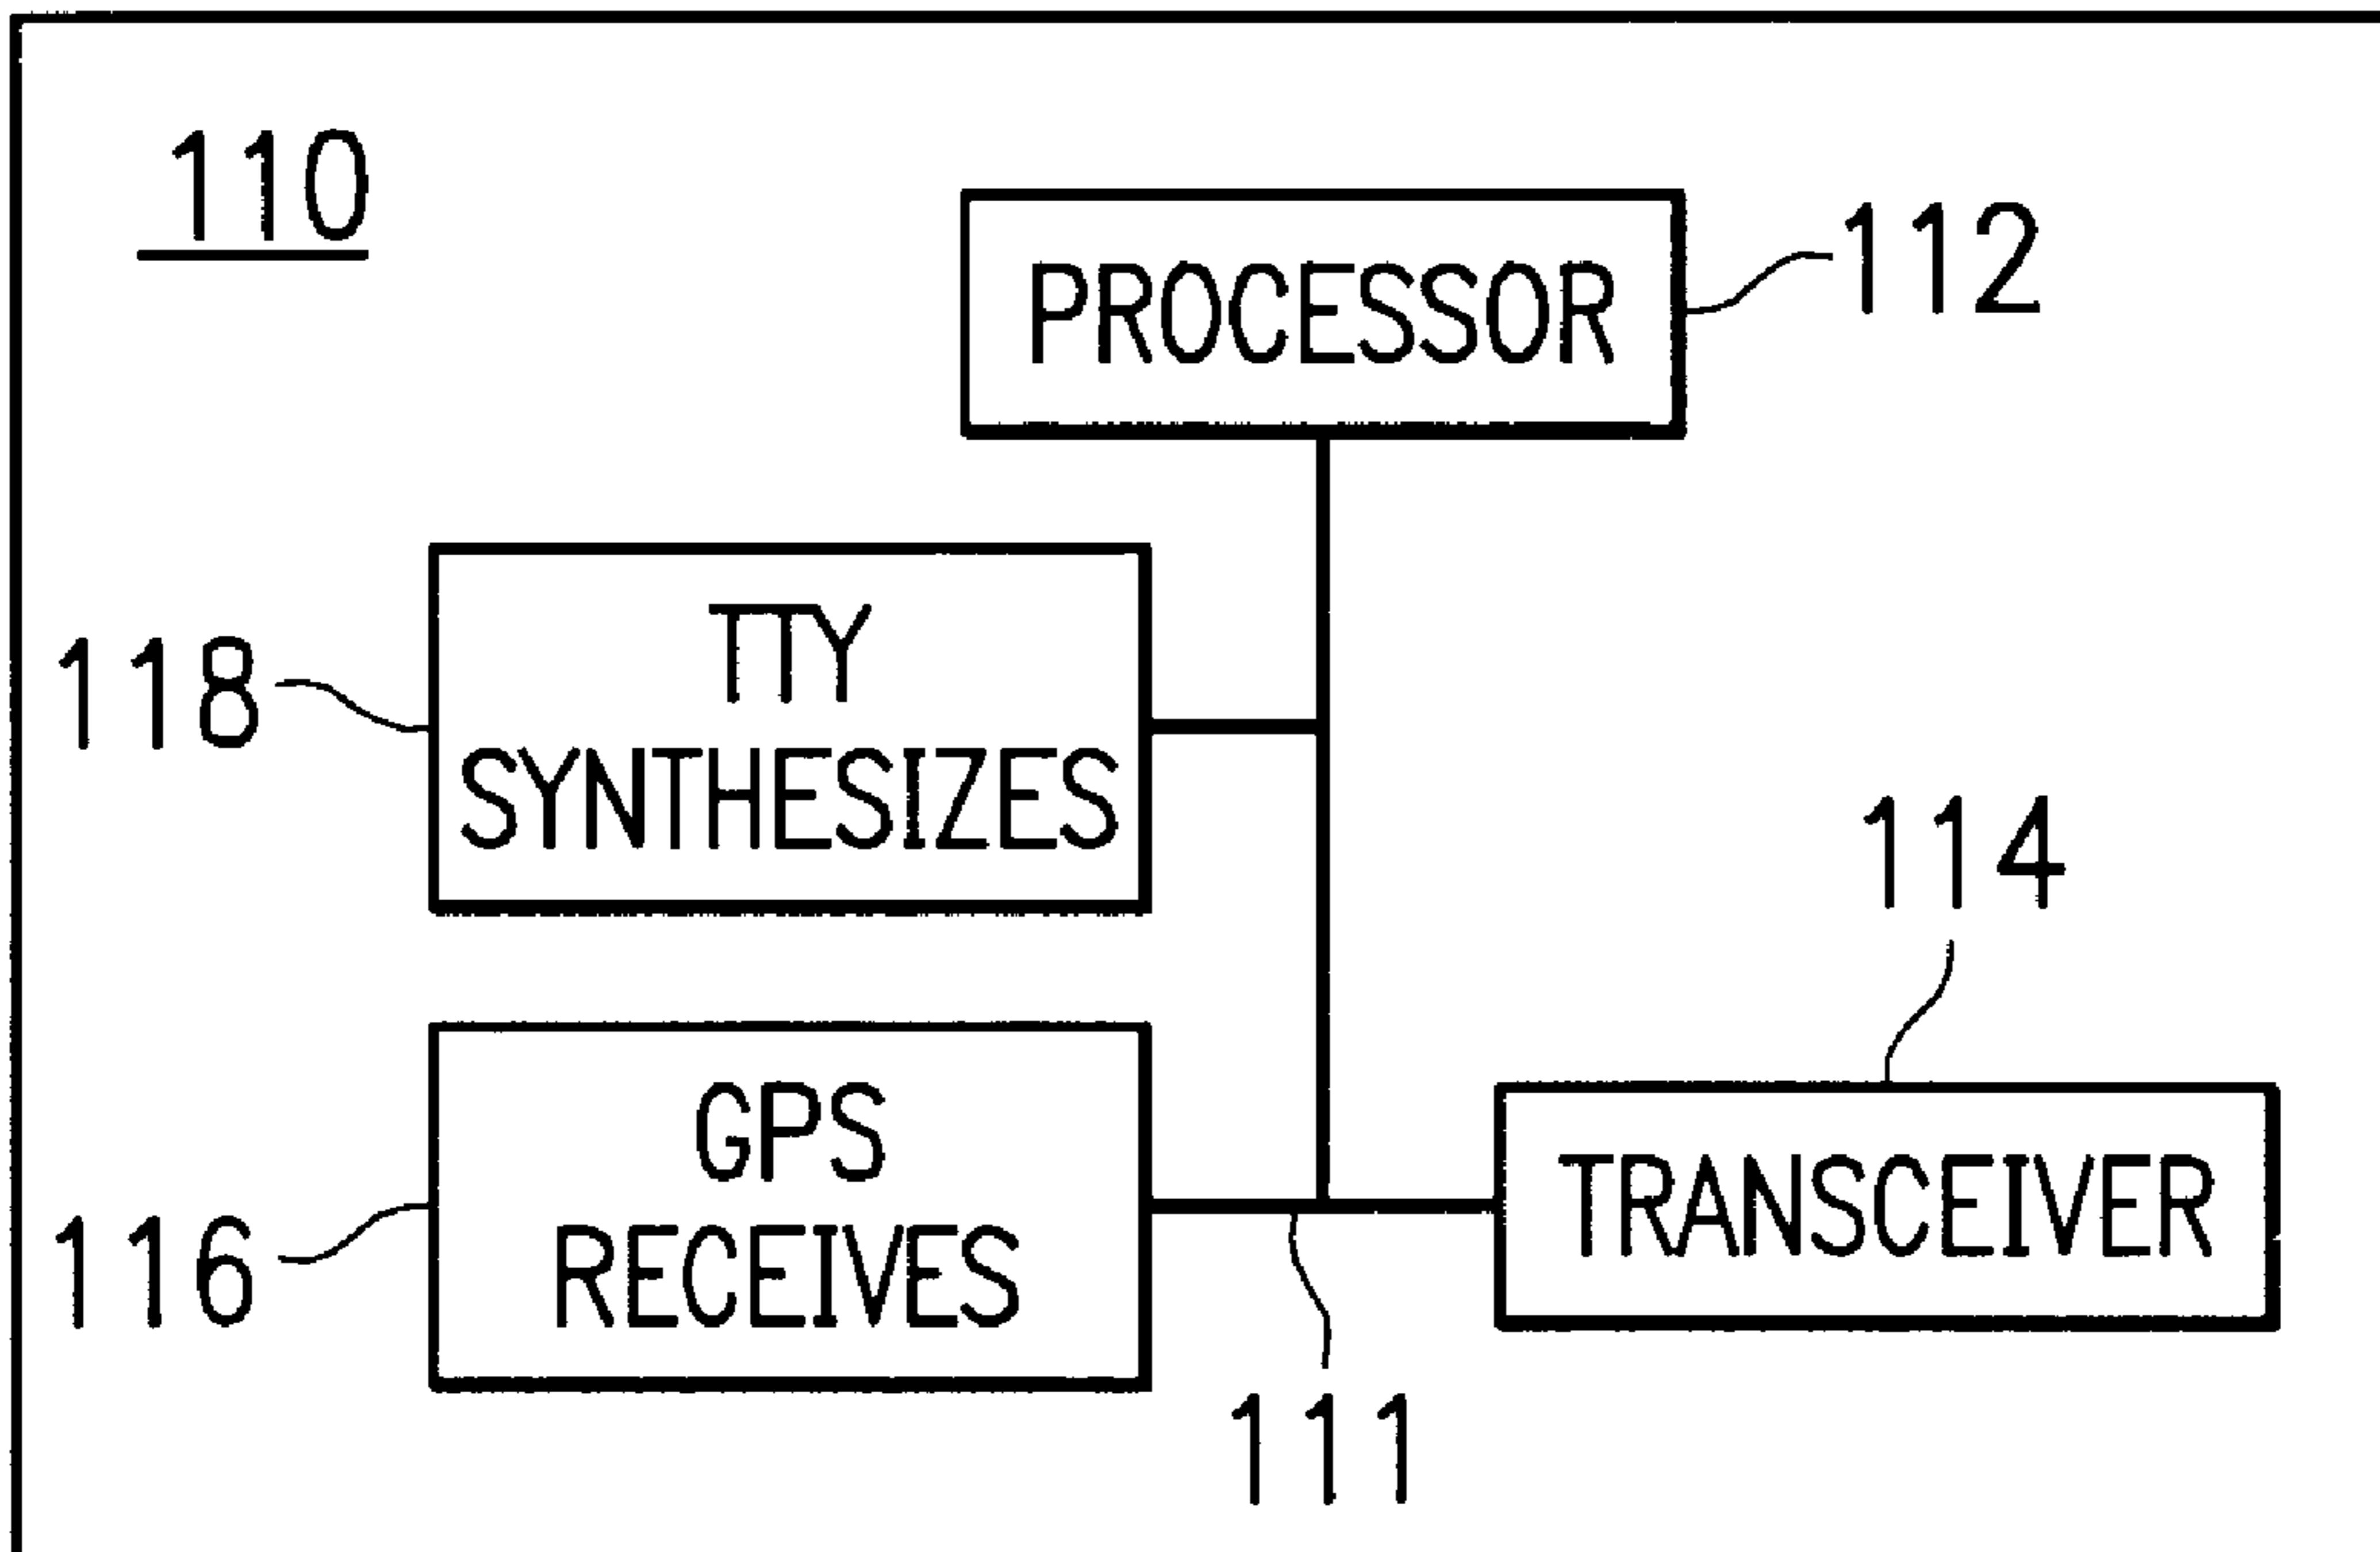 110
PROCESSOR
112
TTY
SYNTHESIZES
118
114
GPS
RECEIVES
116
TRANSCEIVER
111